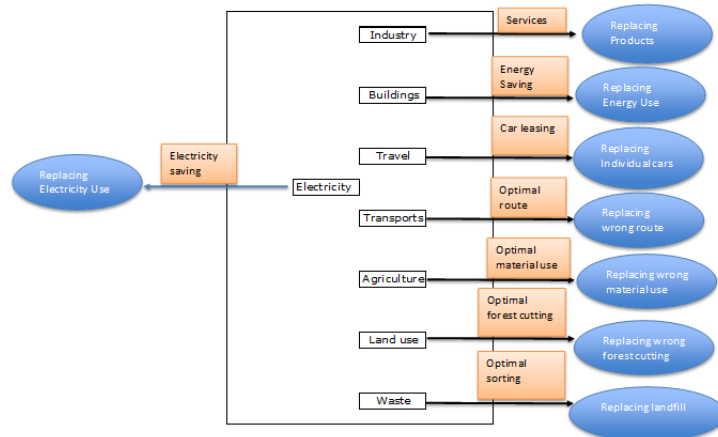 Services
Industry
Replacing
Products
Energy
Saving
Buildings
Replacing
Energy Use
Car leasing
Travel
Replacing
Individual cars
Electricity
saving
Replacing
Electricity Use
Electricity
Optimal
route
Transports
Replacing
wrong route
Optimal
material use
Agriculture
Replacing wrong
material use
Optimal
forest cutting
Land use
Replacing wrong
forest cutting
Optimal
sorting
Waste
Replacing landfill